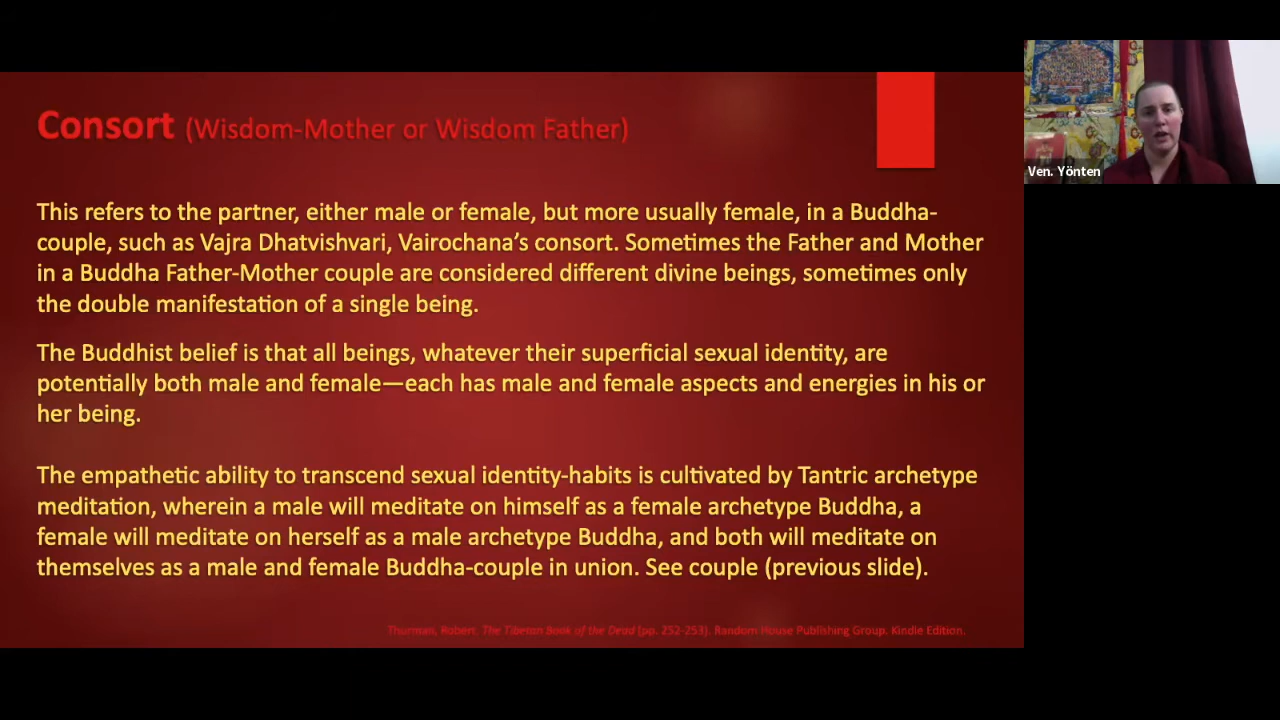 Consort (Wisdom-Mother or Wisdom Father)
This refers to the partner, either male or female, but more usually female, in a Buddha-
couple, such as Vajra Dhatvishvari, Vairochana's consort. Sometimes the Father and Mother
in a Buddha Father-Mother couple are considered different divine beings, sometimes only
the double manifestation of a single being.
The Buddhist belief is that all beings, whatever their superficial sexual identity, are
potentially both male and female—each has male and female aspects and energies in his or
her being.
The empathetic ability to transcend sexual identity-habits is cultivated by Tantric archetype
meditation, wherein a male will meditate on himself as a female archetype Buddha, a
female will meditate on herself as a male archetype Buddha, and both will meditate on
themselves as a male and female Buddha-couple in union. See couple (previous slide).
Thurman, Robert. The Tibetan Book of the Dead (pp. 252-253). Random House Publishing Group. Kindle Edition.
Ven. Yönten